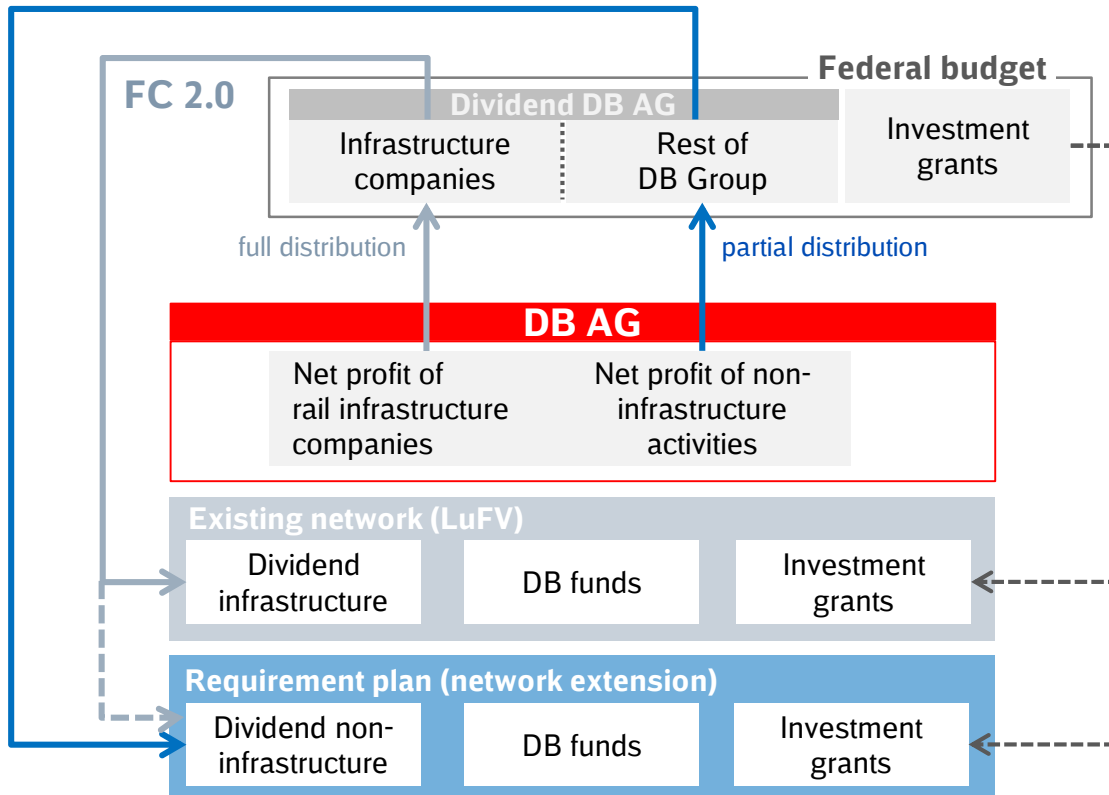 FC 2.0
Federal budget
Dividend DB AG
Infrastructure
companies
Rest of
DB Group
Investment
grants
full distribution
partial distribution
DB AG
Net profit of
rail infrastructure
companies
Net profit of non-
infrastructure
activities
Existing network (LuFV)
Dividend
infrastructure
DB funds
Investment
grants
Requirement plan (network extension)
Dividend non-
infrastructure
DB funds
Investment
grants